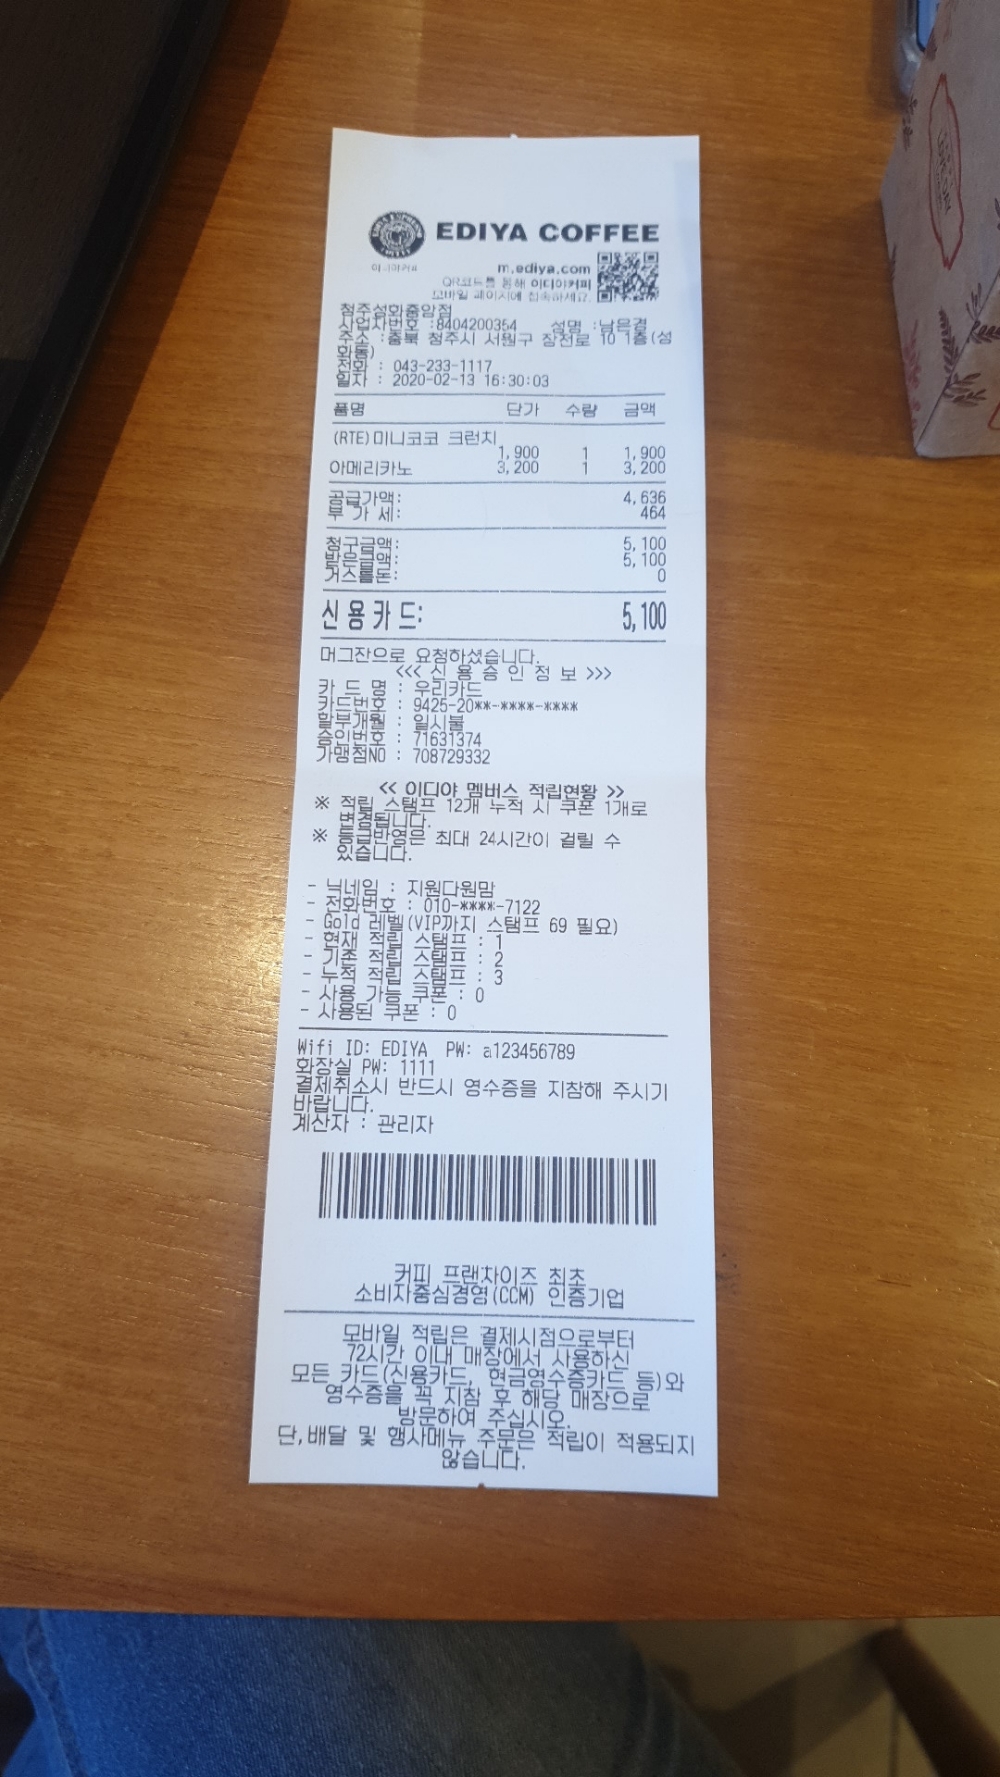 EDIYA COFFEE
이디야커피
m.ediya.com
QR코드를 통해 이디야커피
모바일 페이지에 접속하세요.
청주성화중앙점
사업자번호 :8404200354 성명 :남은경
주소 :충북 청주시 서원구 장전로 10 1층(성
화동)
전화 : 043-233-1117
일자 : 2020-02-13 16:30:03
품명 단가 수량 금액
(RTE)미니코코 크런치
1,900 1 1,900
아메리카노 3,200 1 3,200
공급가액: 4,636
부 가 세: 464
청구금액: 5,100
받은금액: 5,100
거스름돈: 0
신용카드: 5,100
머그잔으로 요청하셨습니다.
<<< 신 용 승 인 정 보 >>>
카 드 명 : 우리카드
카드번호 : 9425-20**-****-****
할부개월 : 일시불
승인번호 : 71631374
가맹점NO : 708729332
<< 이디야 멤버스 적립현황 >>
※ 적립 스탬프 12개 누적 시 쿠폰 1개로
변경됩니다.
※ 등급반영은 최대 24시간이 걸릴 수
있습니다.
- 닉네임 : 지원다원맘
- 전화번호 : 010-****-7122
- Gold 레벨(VIP까지 스탬프 69 필요)
- 현재 적립 스탬프 : 1
- 기존 적립 스탬프 : 2
- 누적 적립 스탬프 : 3
- 사용 가능 쿠폰 : 0
- 사용된 쿠폰 : 0
Wifi ID: EDIYA PW: a123456789
화장실 PW: 1111
결제취소시 반드시 영수증을 지참해 주시기
바랍니다.
계산자 : 관리자
커피 프랜차이즈 최초
소비자중심경영(CCM) 인증기업
모바일 적립은 결제시점으로부터
72시간 이내 매장에서 사용하신
모든 카드(신용카드, 현금영수증카드 등)와
영수증을 꼭 지참 후 해당 매장으로
방문하여 주십시오.
단,배달 및 행사메뉴 주문은 적립이 적용되지
않습니다.